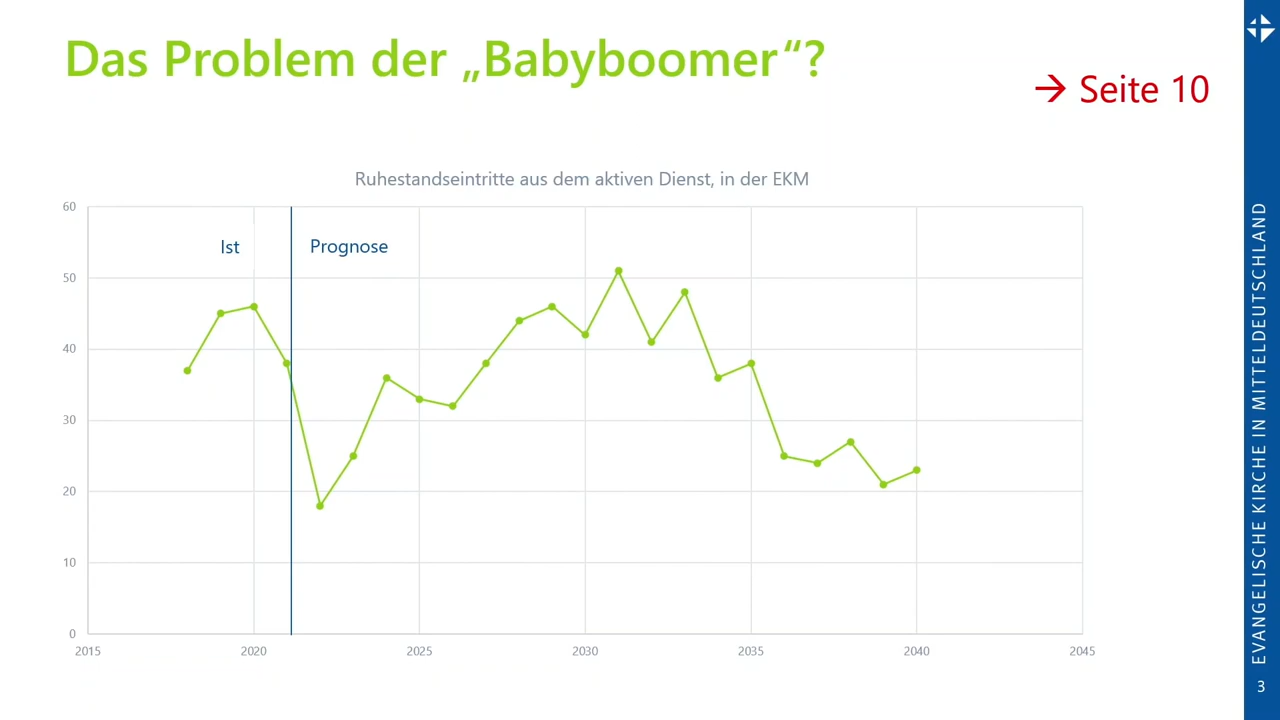 Das Problem der „Babyboomer“?
→ Seite 10
Ruhestandseintritte aus dem aktiven Dienst, in der EKM
60
50
40
30
20
10
0
Ist
Prognose
2015
2020
2025
2030
2035
2040
2045
EVANGELISCHE KIRCHE IN MITTELDEUTSCHLAND
3